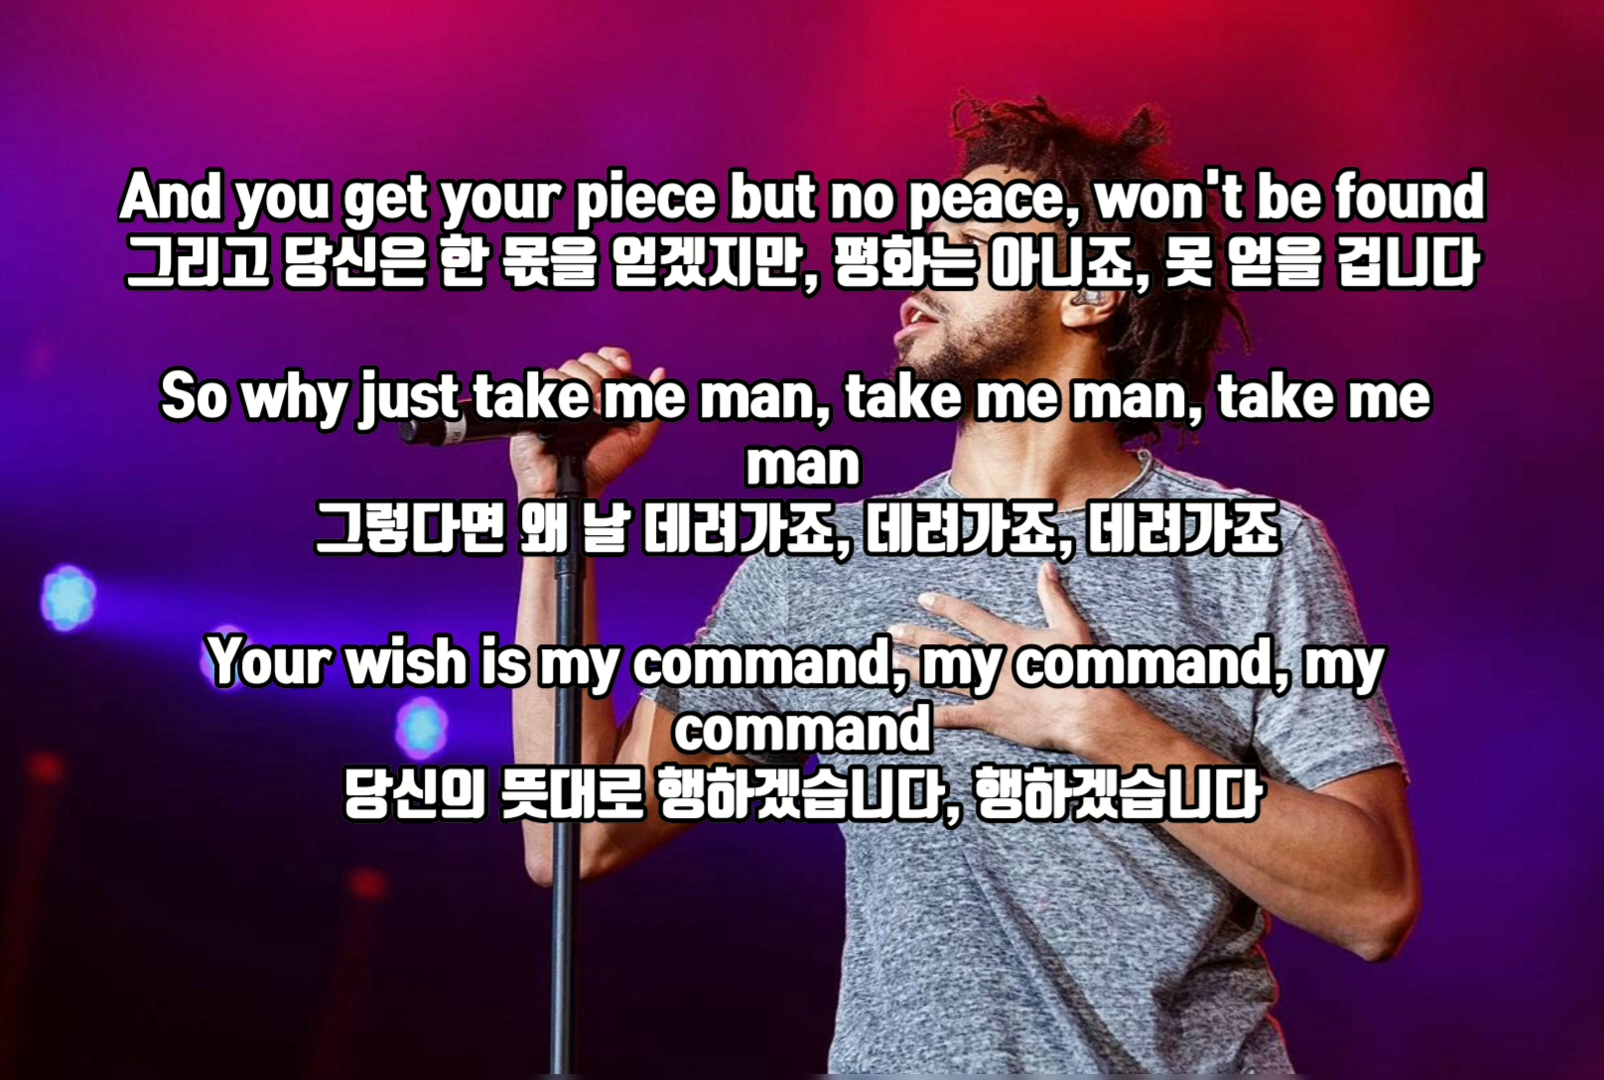 And you get your piece but no peace, won't be found
그리고 당신은 한 몫을 얻겠지만, 평화는 아니죠, 못 얻을 겁니다
So why just take me man, take me man, take me
man
그렇다면 왜 날 데려가죠, 데려가죠, 데려가죠
Your wish is my command, my command, my
command
당신의 뜻대로 행하겠습니다, 행하겠습니다